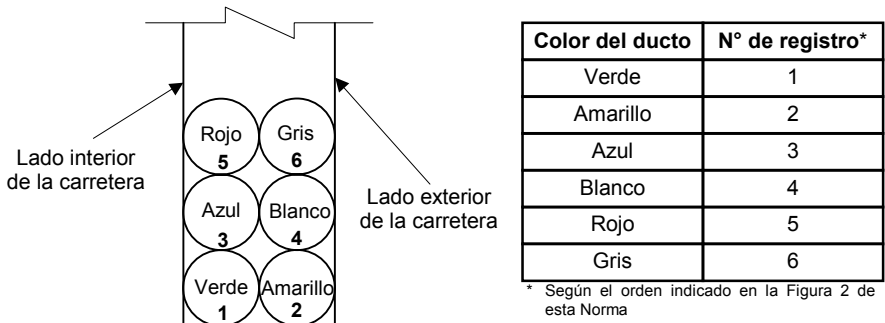 Lado interior
de la carretera
Rojo
5
Gris
6
Azul
3
Blanco
4
Verde
1
Amarillo
2
Lado exterior
de la carretera
Color del ducto N° de registro*
Verde 1
Amarillo 2
Azul 3
Blanco 4
Rojo 5
Gris 6
* Según el orden indicado en la Figura 2 de
esta Norma